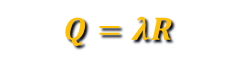 Q = λR